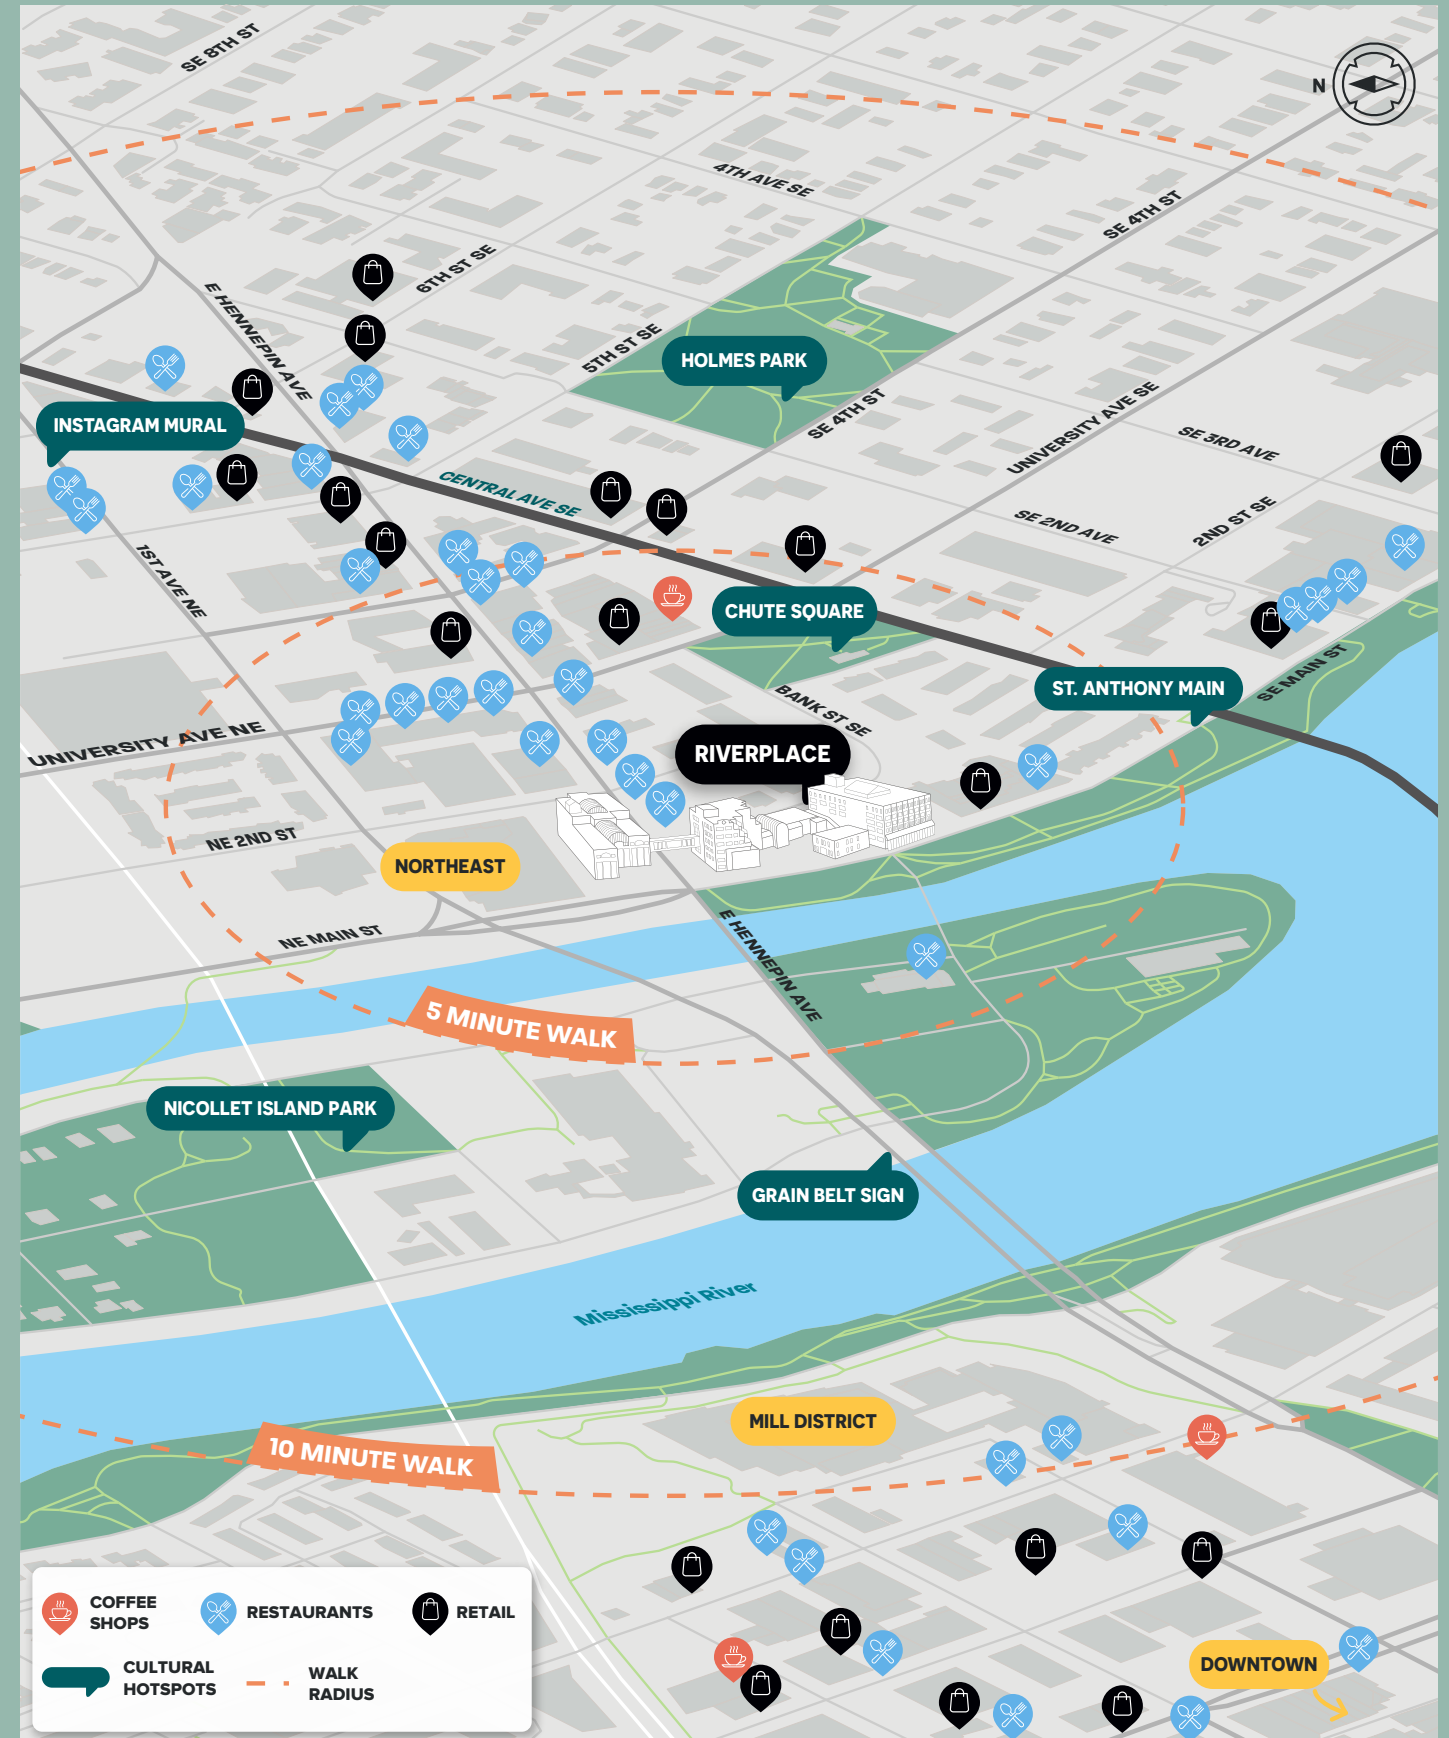 SE 8TH ST
N
4TH AVE SE
SE 4TH ST
6TH ST SE
E HENNEPIN AVE
5TH ST SE
HOLMES PARK
SE 4TH ST
UNIVERSITY AVE SE
INSTAGRAM MURAL
SE 3RD AVE
CENTRAL AVE SE
SE 2ND AVE
2ND ST SE
1ST AVE NE
CHUTE SQUARE
SE MAIN ST
ST. ANTHONY MAIN
BANK ST SE
UNIVERSITY AVE NE
RIVERPLACE
NE 2ND ST
NORTHEAST
NE MAIN ST
E HENNEPIN AVE
5 MINUTE WALK
NICOLLET ISLAND PARK
GRAIN BELT SIGN
Mississippi River
MILL DISTRICT
10 MINUTE WALK
COFFEE
SHOPS
RESTAURANTS
RETAIL
CULTURAL
HOTSPOTS
WALK
RADIUS
DOWNTOWN